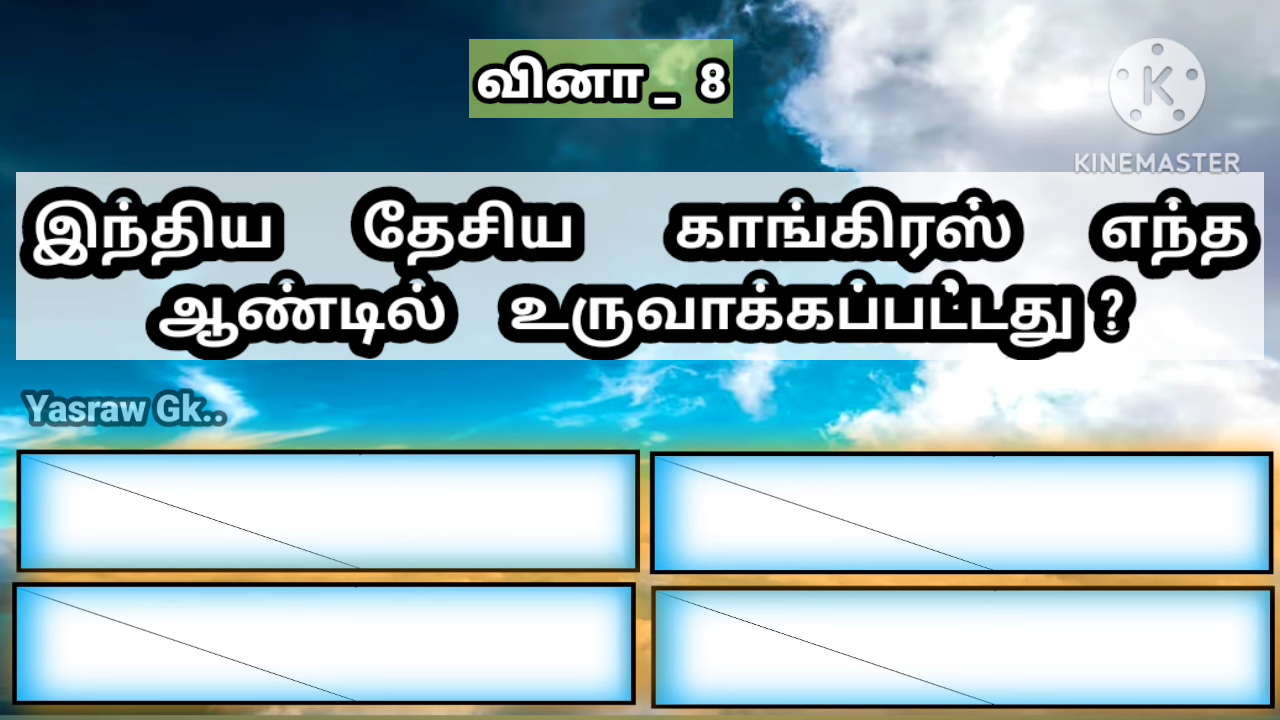 வினா_ 8
KINEMASTER
இந்திய தேசிய காங்கிரஸ் எந்த
ஆண்டில் உருவாக்கப்பட்டது ?
Yasraw Gk..